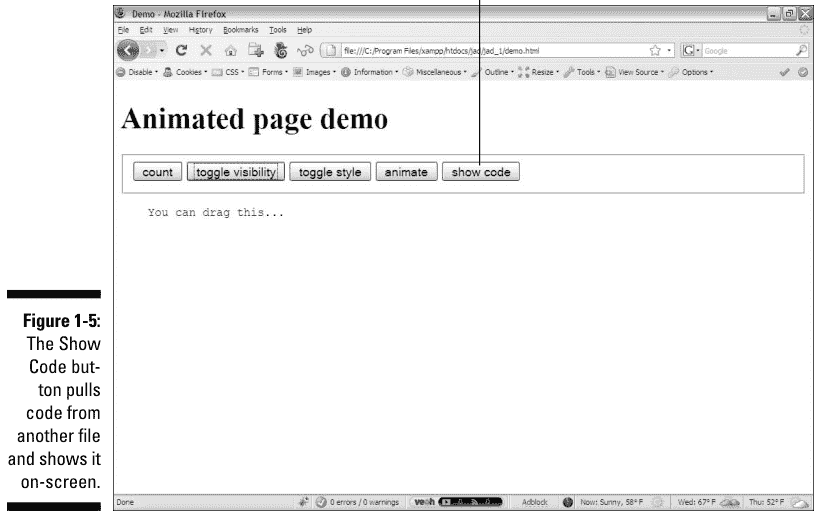 Demo - Mozilla Firefox
File Edit View History Bookmarks Tools Help
file:///C:/Program Files/xampp/htdocs/jad/jad_1/demo.html
Google
Disable Cookies CSS Forms Images Information Miscellaneous Outline Resize Tools View Source Options
Animated page demo
count toggle visibility toggle style animate show code
You can drag this...
Figure 1-5:
The Show
Code but-
ton pulls
code from
another file
and shows it
on-screen.
Done 0 errors / 0 warnings veoh Adblock Now: Sunny, 58° F Wed: 67° F Thu: 52° F